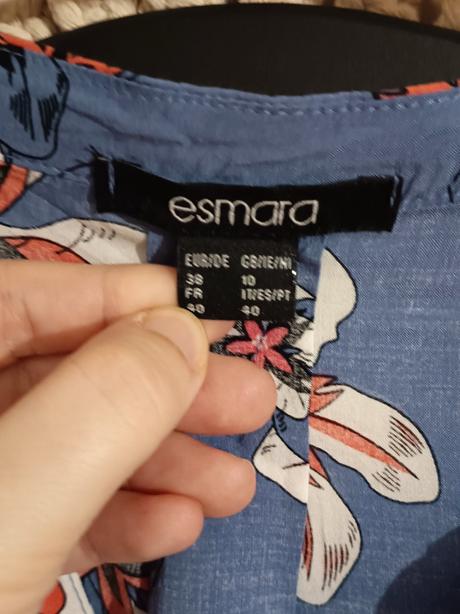 esmara
EUR/DE GB/IE/NI
38 10
FR IT/ES/PT
40 40